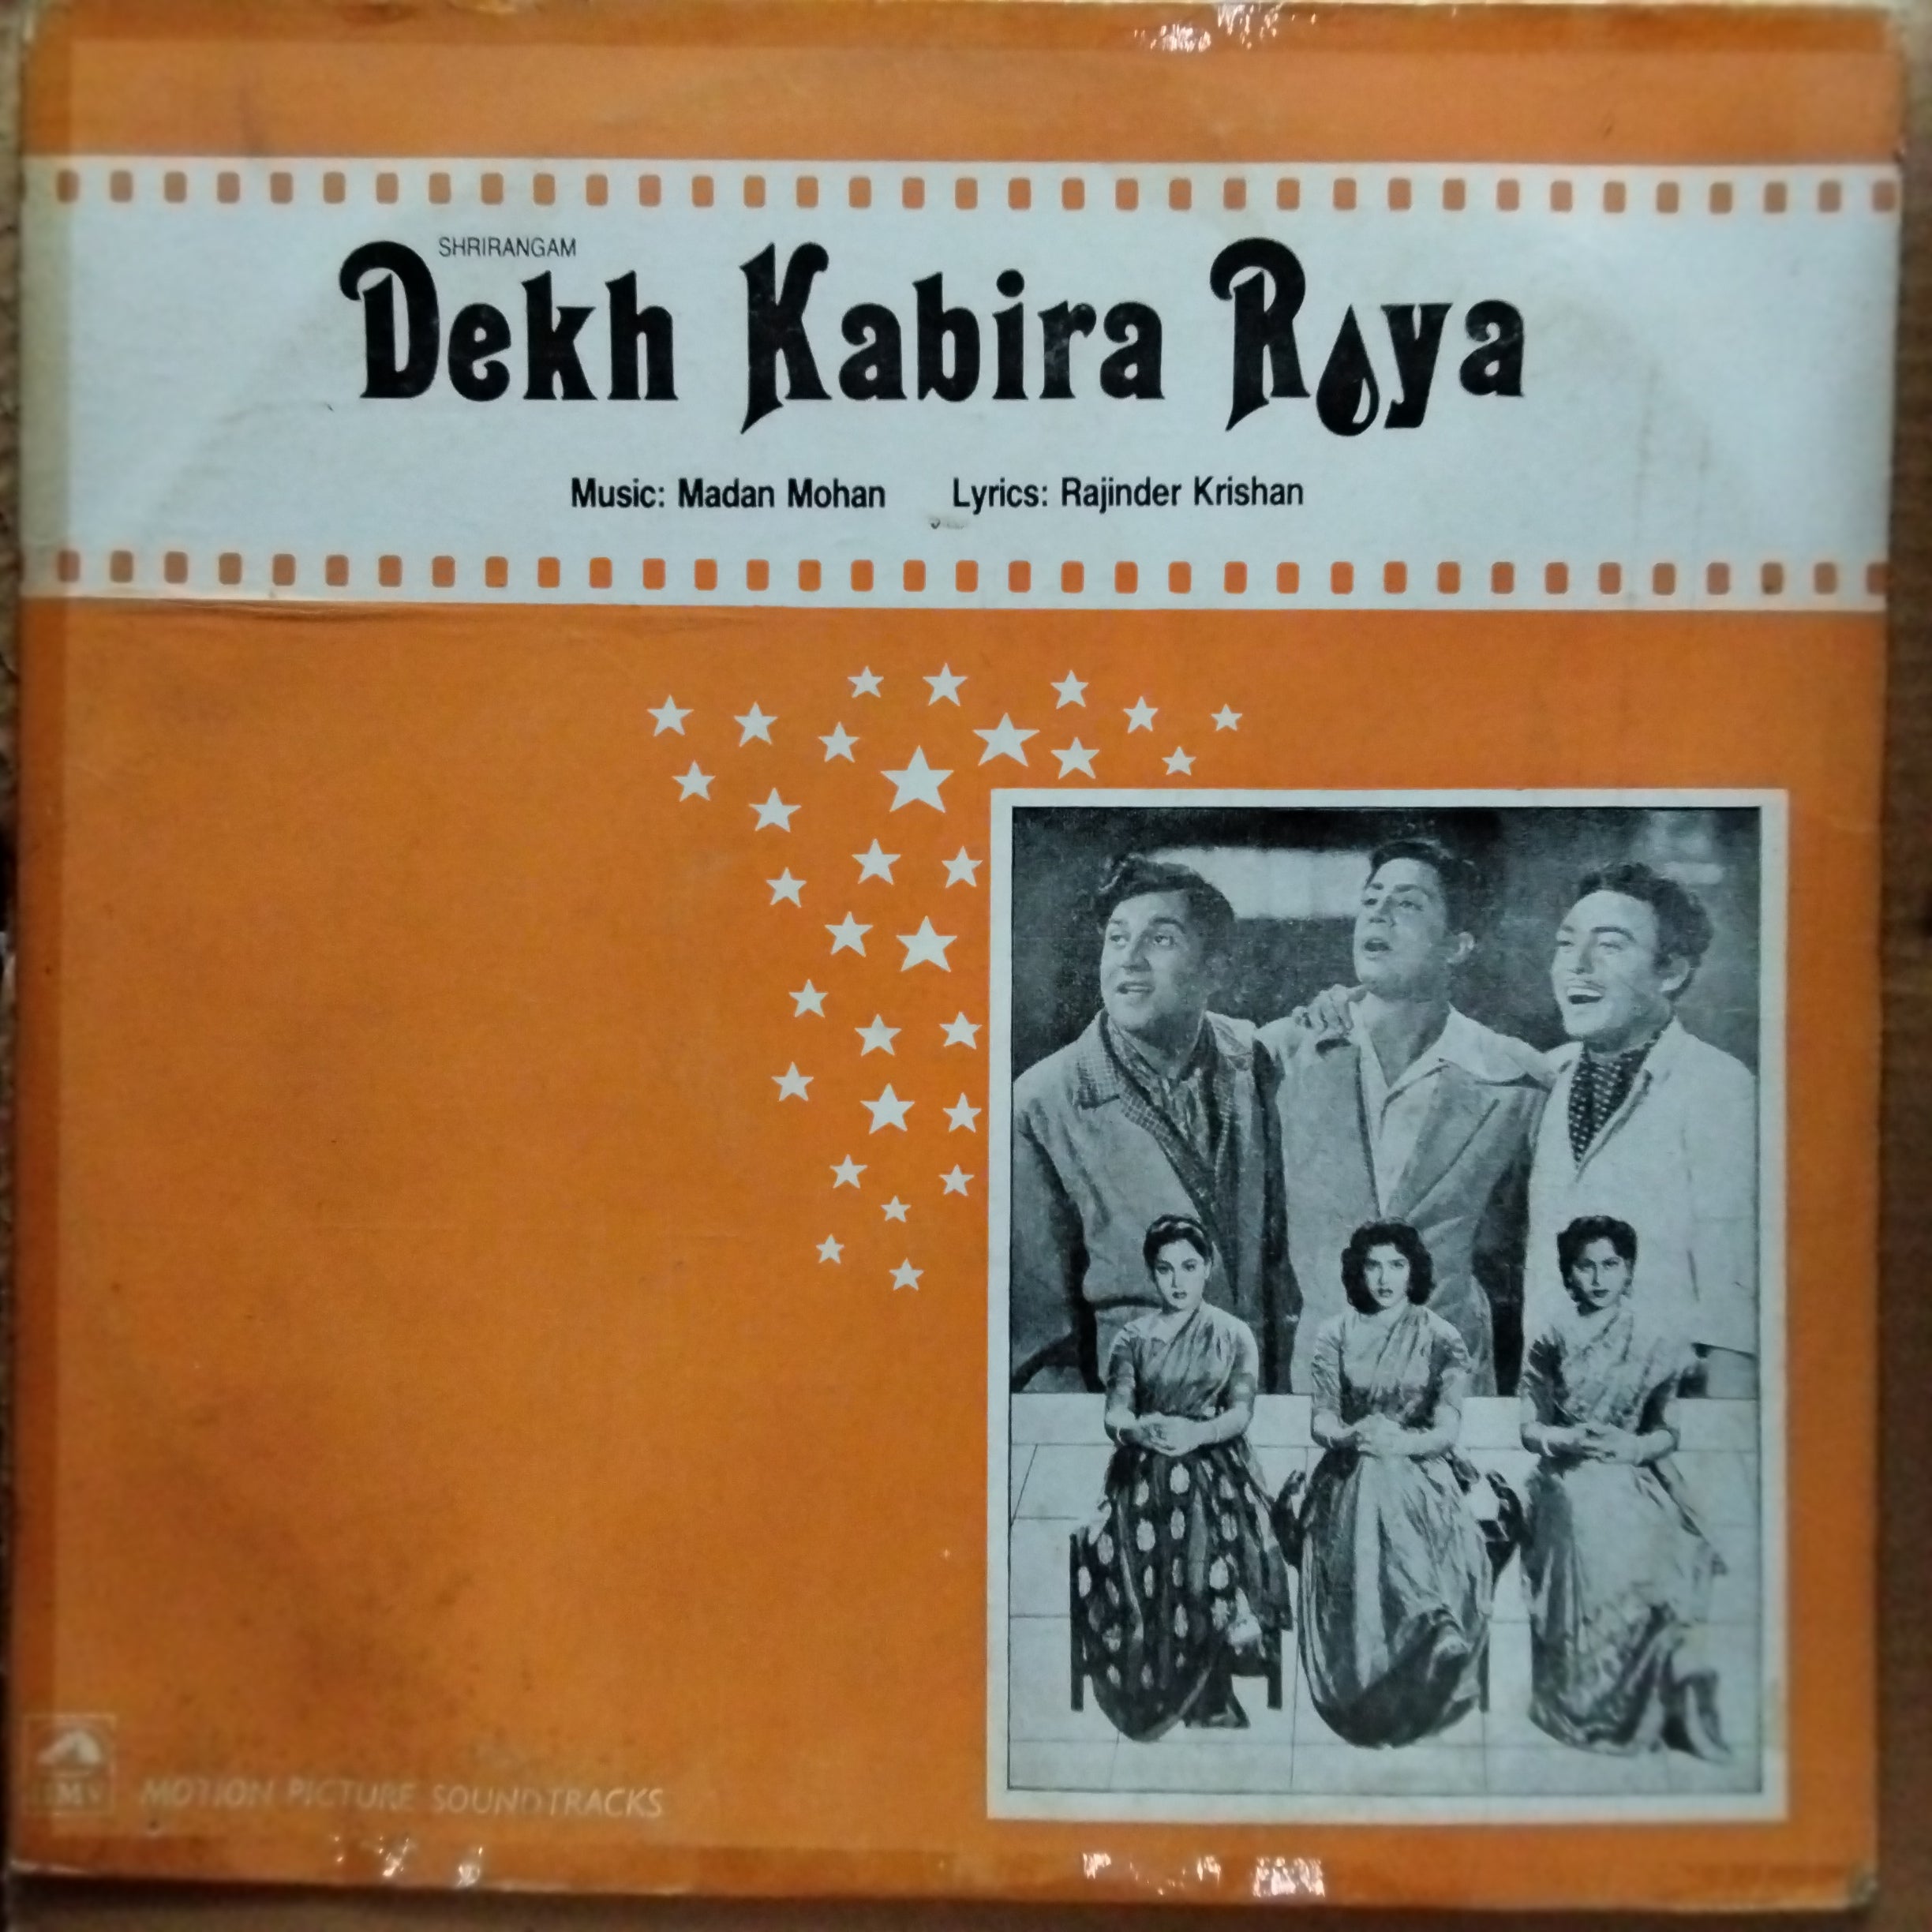 SHRIRANGAM
Dekh Kabira Roya
Music: Madan Mohan Lyrics: Rajinder Krishan
HMV
MOTION PICTURE SOUNDTRACKS